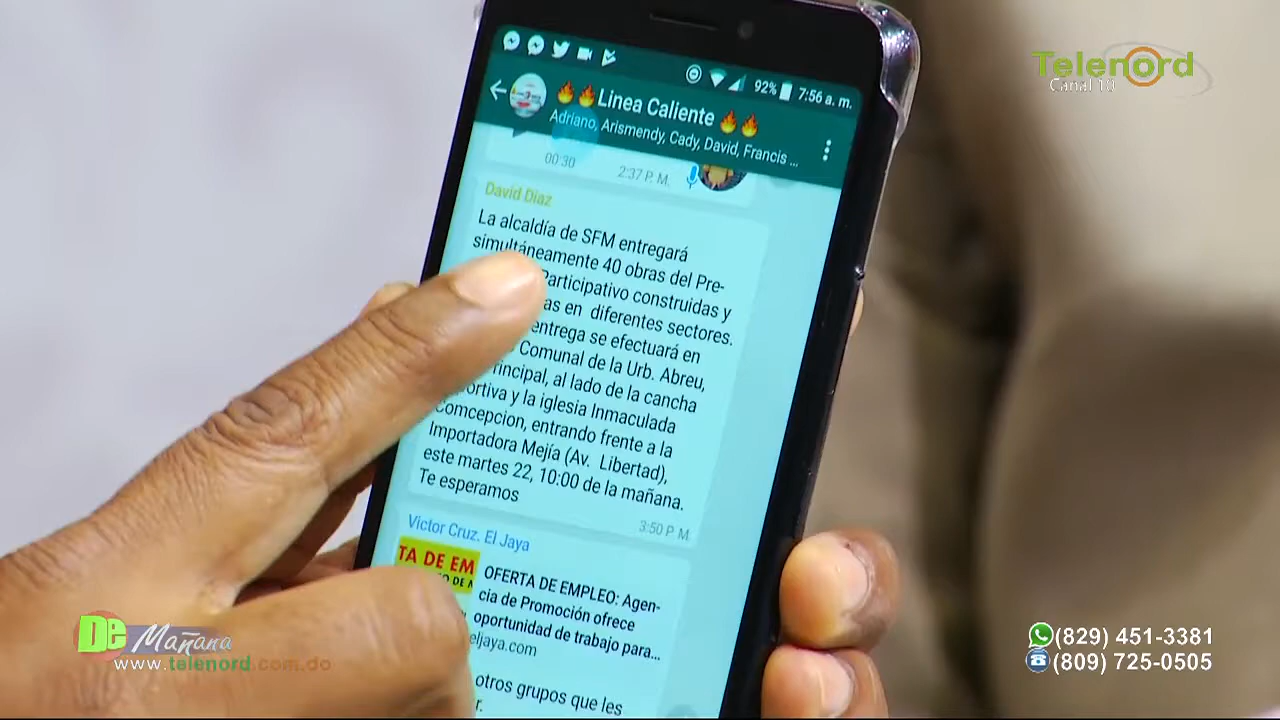 92% 7:56 a. m.
Telenord
Canal 10
Linea Caliente
Adriano, Arismendy, Cady, David, Francis ...
00:30
2:37 P. M.
David Diaz
La alcaldía de SFM entregará
simultáneamente 40 obras del Pre-
Participativo construidas y
as en diferentes sectores.
entrega se efectuará en
Comunal de la Urb. Abreu,
rincipal, al lado de la cancha
portiva y la iglesia Inmaculada
Comcepcion, entrando frente a la
Importadora Mejía (Av. Libertad),
este martes 22, 10:00 de la mañana.
Te esperamos
3:50 P. M.
Victor Cruz. El Jaya
TA DE EM
OFERTA DE EMPLEO: Agen-
cia de Promoción ofrece
oportunidad de trabajo para...
eljaya.com
otros grupos que les
r.
De Mañana
www.telenord.com.do
(829) 451-3381
(809) 725-0505